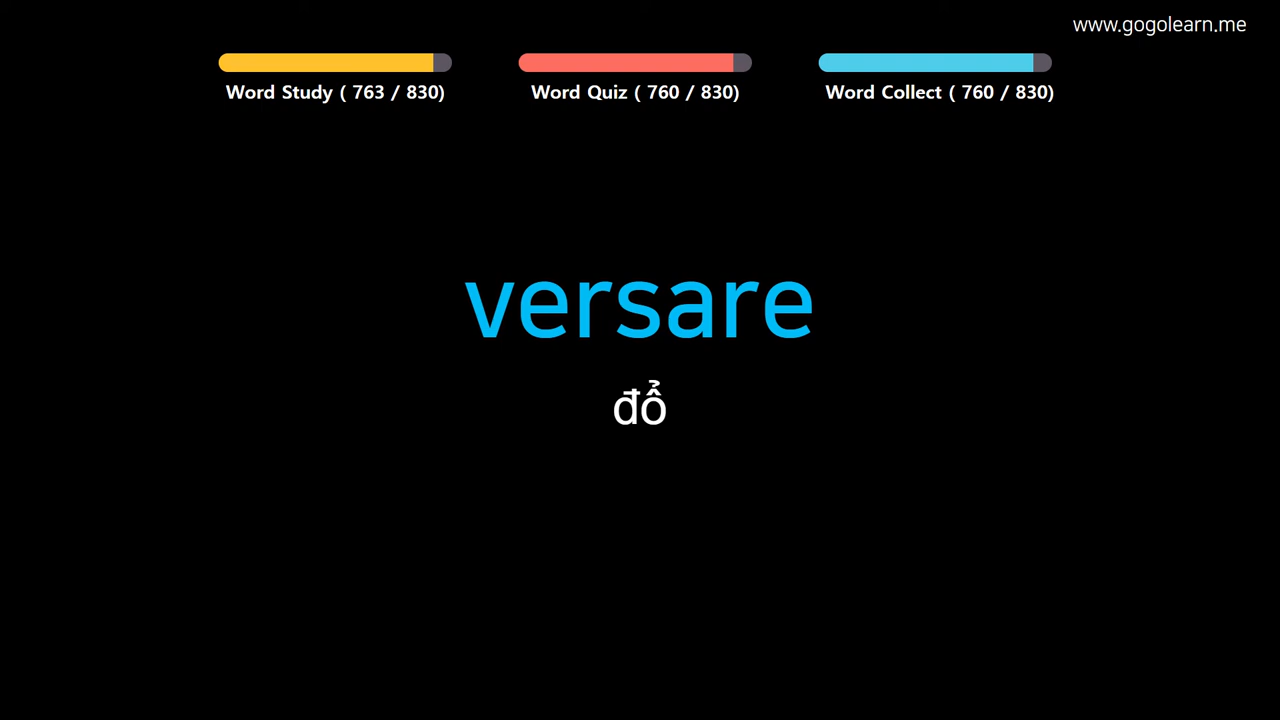 www.gogolearn.me
Word Study ( 763 / 830)
Word Quiz ( 760 / 830)
Word Collect ( 760 / 830)
versare
đổ